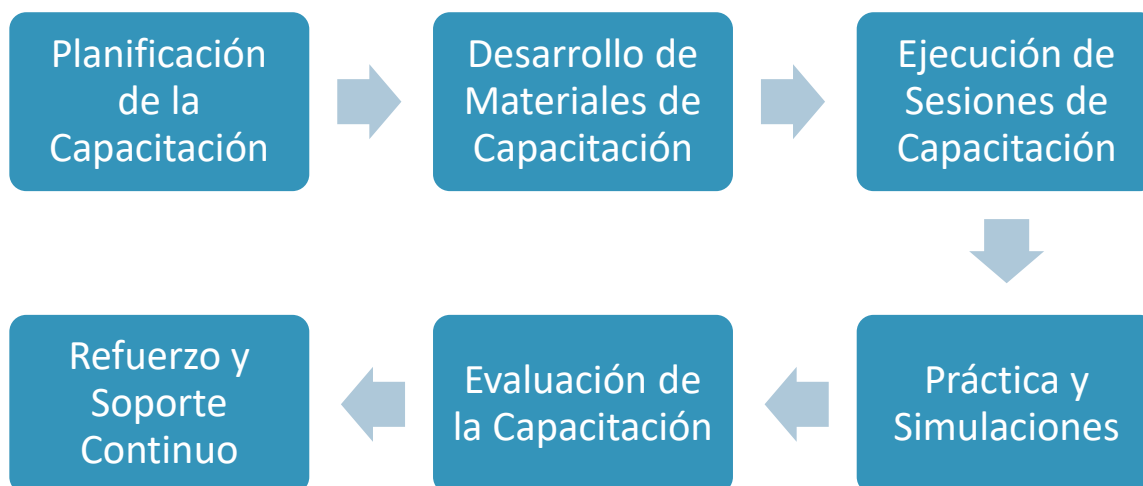 Planificación
de la
Capacitación
Desarrollo de
Materiales de
Capacitación
Ejecución de
Sesiones de
Capacitación
Práctica y
Simulaciones
Evaluación de
la Capacitación
Refuerzo y
Soporte
Continuo